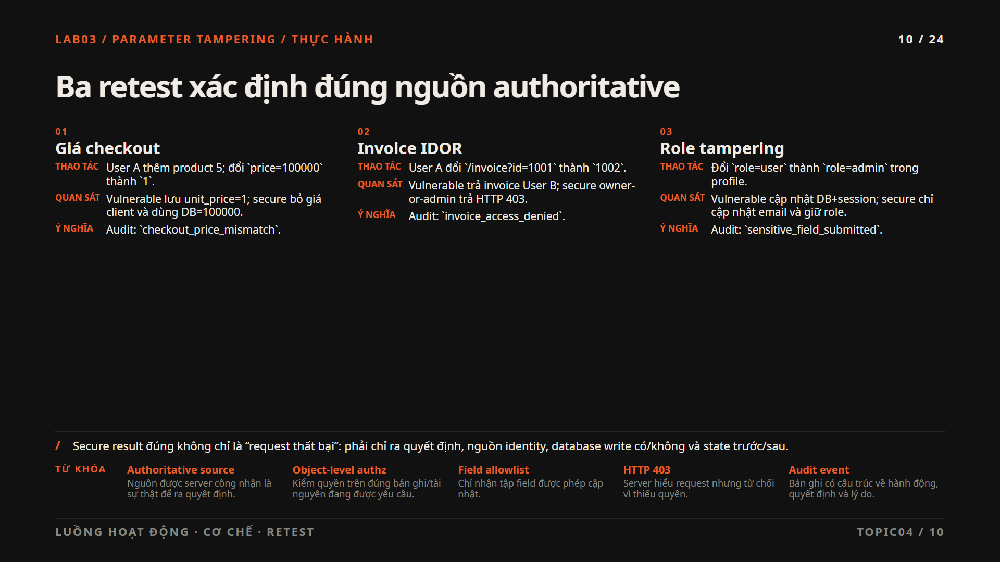 LAB03 / PARAMETER TAMPERING / THỰC HÀNH
10 / 24
Ba retest xác định đúng nguồn authoritative
01
Giá checkout
THAO TÁC User A thêm product 5; đổi `price=100000`
thành `1`.
QUAN SÁT Vulnerable lưu unit_price=1; secure bỏ giá
client và dùng DB=100000.
Ý NGHĨA Audit: `checkout_price_mismatch`.
02
Invoice IDOR
THAO TÁC User A đổi `/invoice?id=1001` thành `1002`.
QUAN SÁT Vulnerable trả invoice User B; secure owner-
or-admin trả HTTP 403.
Ý NGHĨA Audit: `invoice_access_denied`.
03
Role tampering
THAO TÁC Đổi `role=user` thành `role=admin` trong
profile.
QUAN SÁT Vulnerable cập nhật DB+session; secure chỉ
cập nhật email và giữ role.
Ý NGHĨA Audit: `sensitive_field_submitted`.
/ Secure result đúng không chỉ là “request thất bại”: phải chỉ ra quyết định, nguồn identity, database write có/không và state trước/sau.
TỪ KHÓA
Authoritative source
Nguồn được server công nhận là
sự thật để ra quyết định.
Object-level authz
Kiểm quyền trên đúng bản ghi/tài
nguyên đang được yêu cầu.
Field allowlist
Chỉ nhận tập field được phép cập
nhật.
HTTP 403
Server hiểu request nhưng từ chối
vì thiếu quyền.
Audit event
Bản ghi có cấu trúc về hành động,
quyết định và lý do.
LUỒNG HOẠT ĐỘNG · CƠ CHẾ · RETEST
TOPIC04 / 10